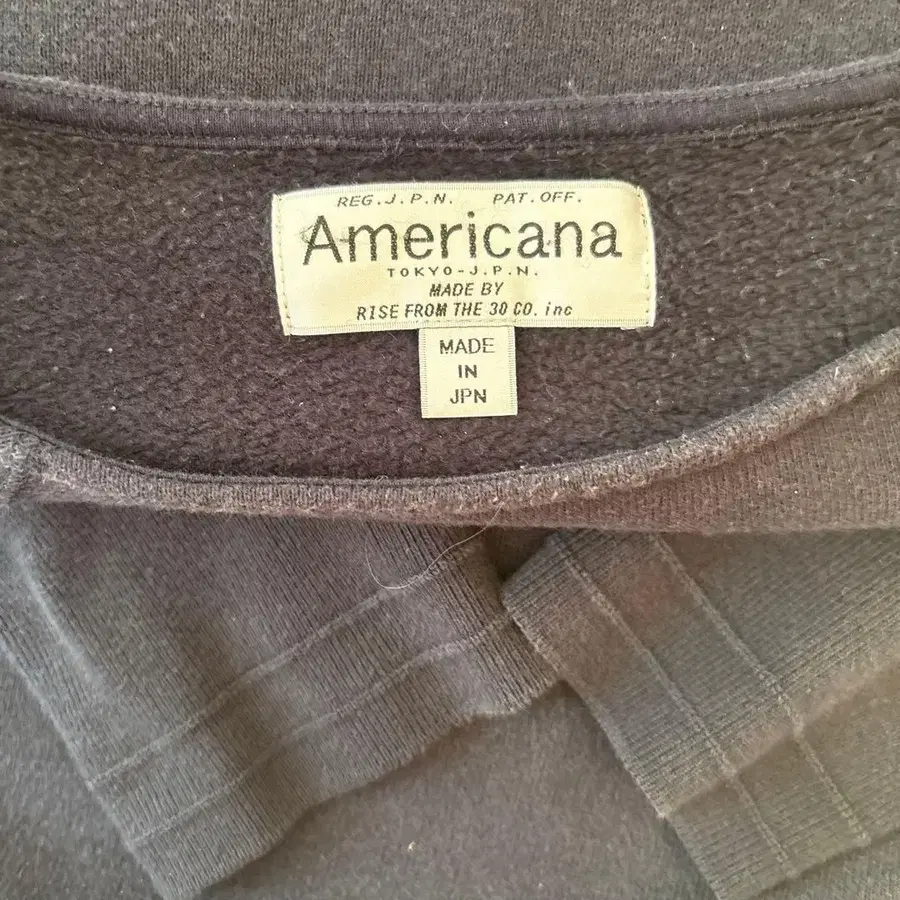 REG.J.P.N. PAT.OFF.
Americana
TOKYO-J.P.N.
MADE BY
RISE FROM THE 30 CO. inc
MADE
IN
JPN